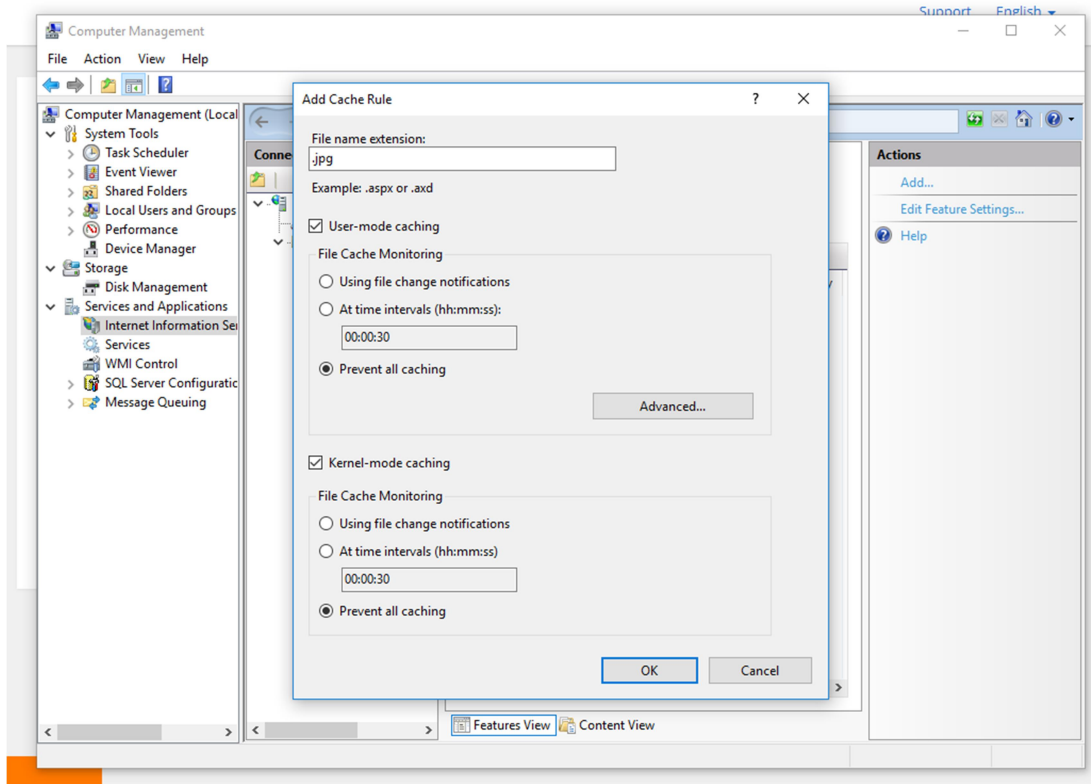 Support English
Computer Management
File Action View Help
Add Cache Rule
?
Computer Management (Local
System Tools
Task Scheduler
Event Viewer
Shared Folders
Local Users and Groups
Performance
Device Manager
Storage
Disk Management
Services and Applications
Internet Information Ser
Services
WMI Control
SQL Server Configuratic
Message Queuing
Conne
File name extension:
.jpg
Example: .aspx or .axd
User-mode caching
File Cache Monitoring
Using file change notifications
At time intervals (hh:mm:ss):
00:00:30
Prevent all caching
Advanced...
Kernel-mode caching
File Cache Monitoring
Using file change notifications
At time intervals (hh:mm:ss)
00:00:30
Prevent all caching
OK Cancel
Actions
Add...
Edit Feature Settings...
Help
Features View Content View